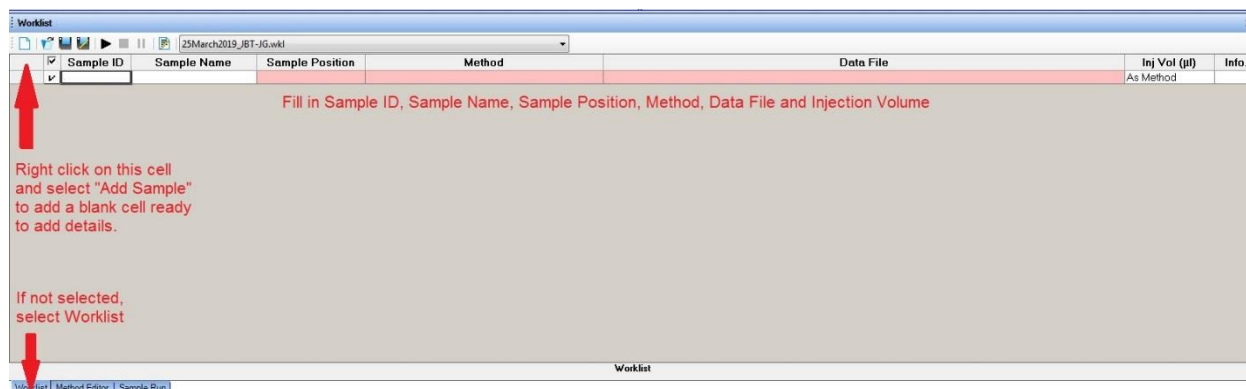 Worklist
25March2019_JBT-JG.wkl
Sample ID Sample Name Sample Position Method Data File Inj Vol (µl) Info.
As Method
Fill in Sample ID, Sample Name, Sample Position, Method, Data File and Injection Volume
Right click on this cell
and select "Add Sample"
to add a blank cell ready
to add details.
If not selected,
select Worklist
Worklist
Worklist Method Editor Sample Run